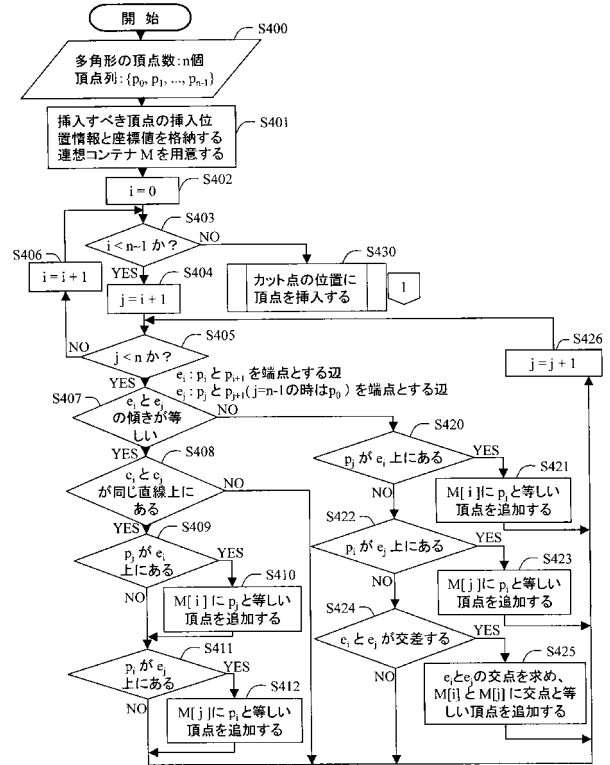 開 始
S400
多角形の頂点数:n個
頂点列:{p0, p1, ..., pn-1}
S401
挿入すべき頂点の挿入位
置情報と座標値を格納する
連想コンテナ M を用意する
S402
i = 0
S403
i < n−1 か?
NO
YES
S406
i = i + 1
S404
j = i + 1
S430
カット点の位置に
頂点を挿入する
1
S405
j < n か?
NO
YES
S426
j = j + 1
ei : pi と pi+1 を端点とする辺
ej : pj と pj+1( j=n-1の時はp0 ) を端点とする辺
S407
eiとej
の傾きが等
しい
NO
YES
S408
eiとej
が同じ直線上に
ある
NO
YES
S409
pj が ei
上にある
YES
NO
S410
M[ i ] に pj と等しい
頂点を追加する
S411
pi が ej
上にある
YES
NO
S412
M[ j ] に pi と等しい
頂点を追加する
S420
pj が ei 上にある
YES
NO
S421
M[ i ]に pj と等しい
頂点を追加する
S422
pi が ej 上にある
YES
NO
S423
M[ j ]に pi と等しい
頂点を追加する
S424
ei と ej が交差する
YES
NO
S425
eiとejの交点を求め、
M[i] と M[j] に交点と等
しい頂点を追加する